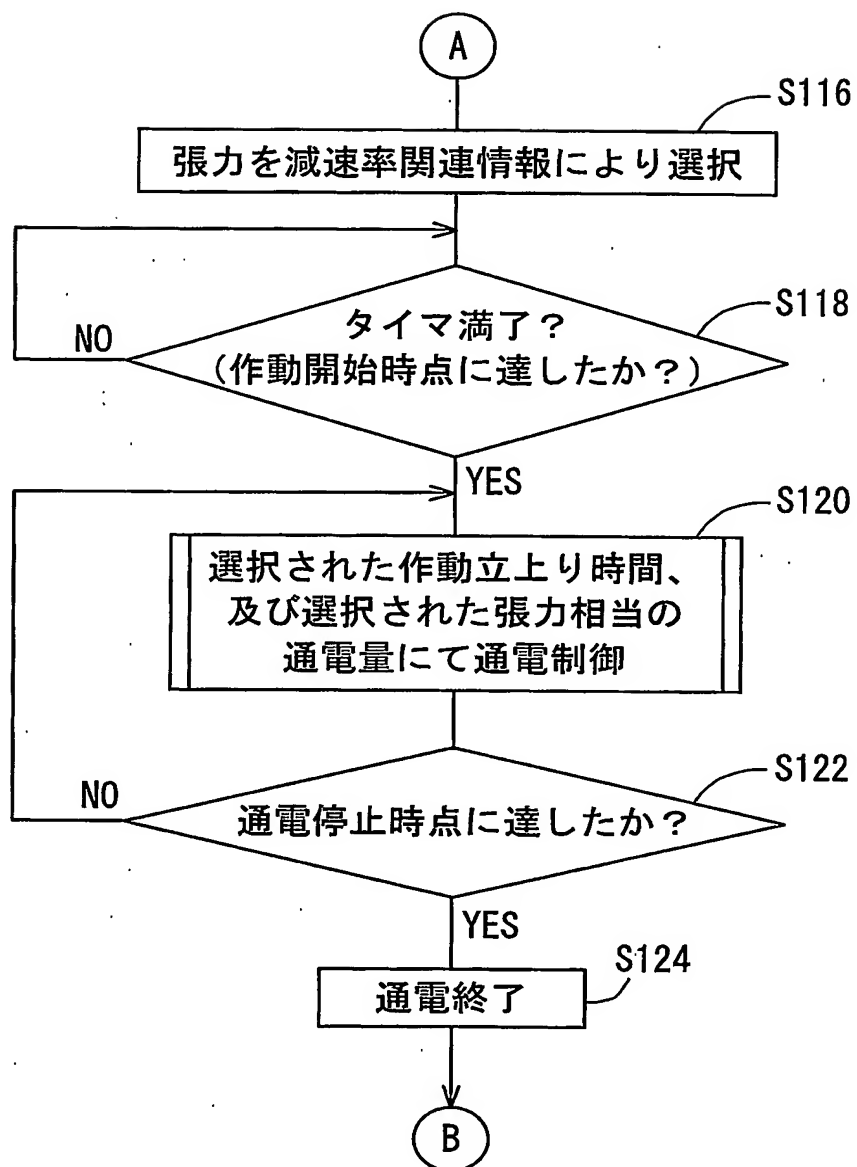 A
S116
張力を減速率関連情報により選択
S118
タイマ満了？
（作動開始時点に達したか？）
NO
YES
S120
選択された作動立上り時間、
及び選択された張力相当の
通電量にて通電制御
S122
通電停止時点に達したか？
NO
YES
S124
通電終了
B